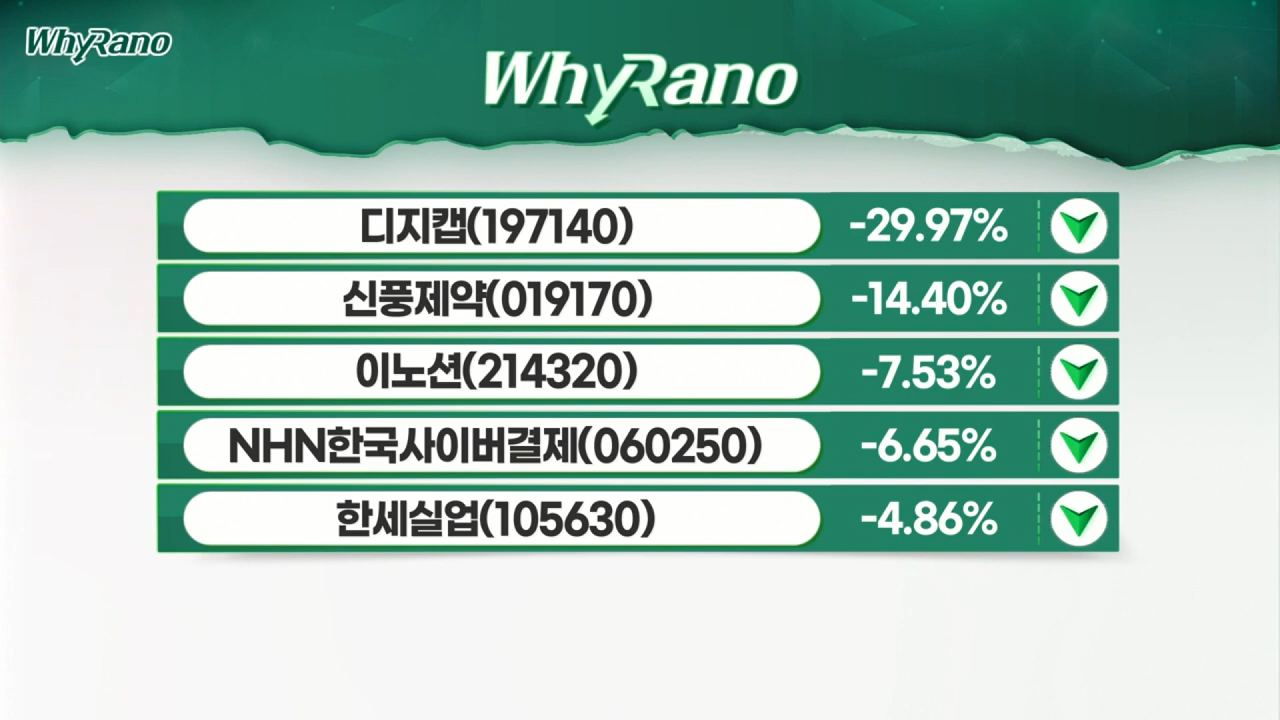 WhyRano
WhyRano
디지캡(197140) -29.97%
신풍제약(019170) -14.40%
이노션(214320) -7.53%
NHN한국사이버결제(060250) -6.65%
한세실업(105630) -4.86%